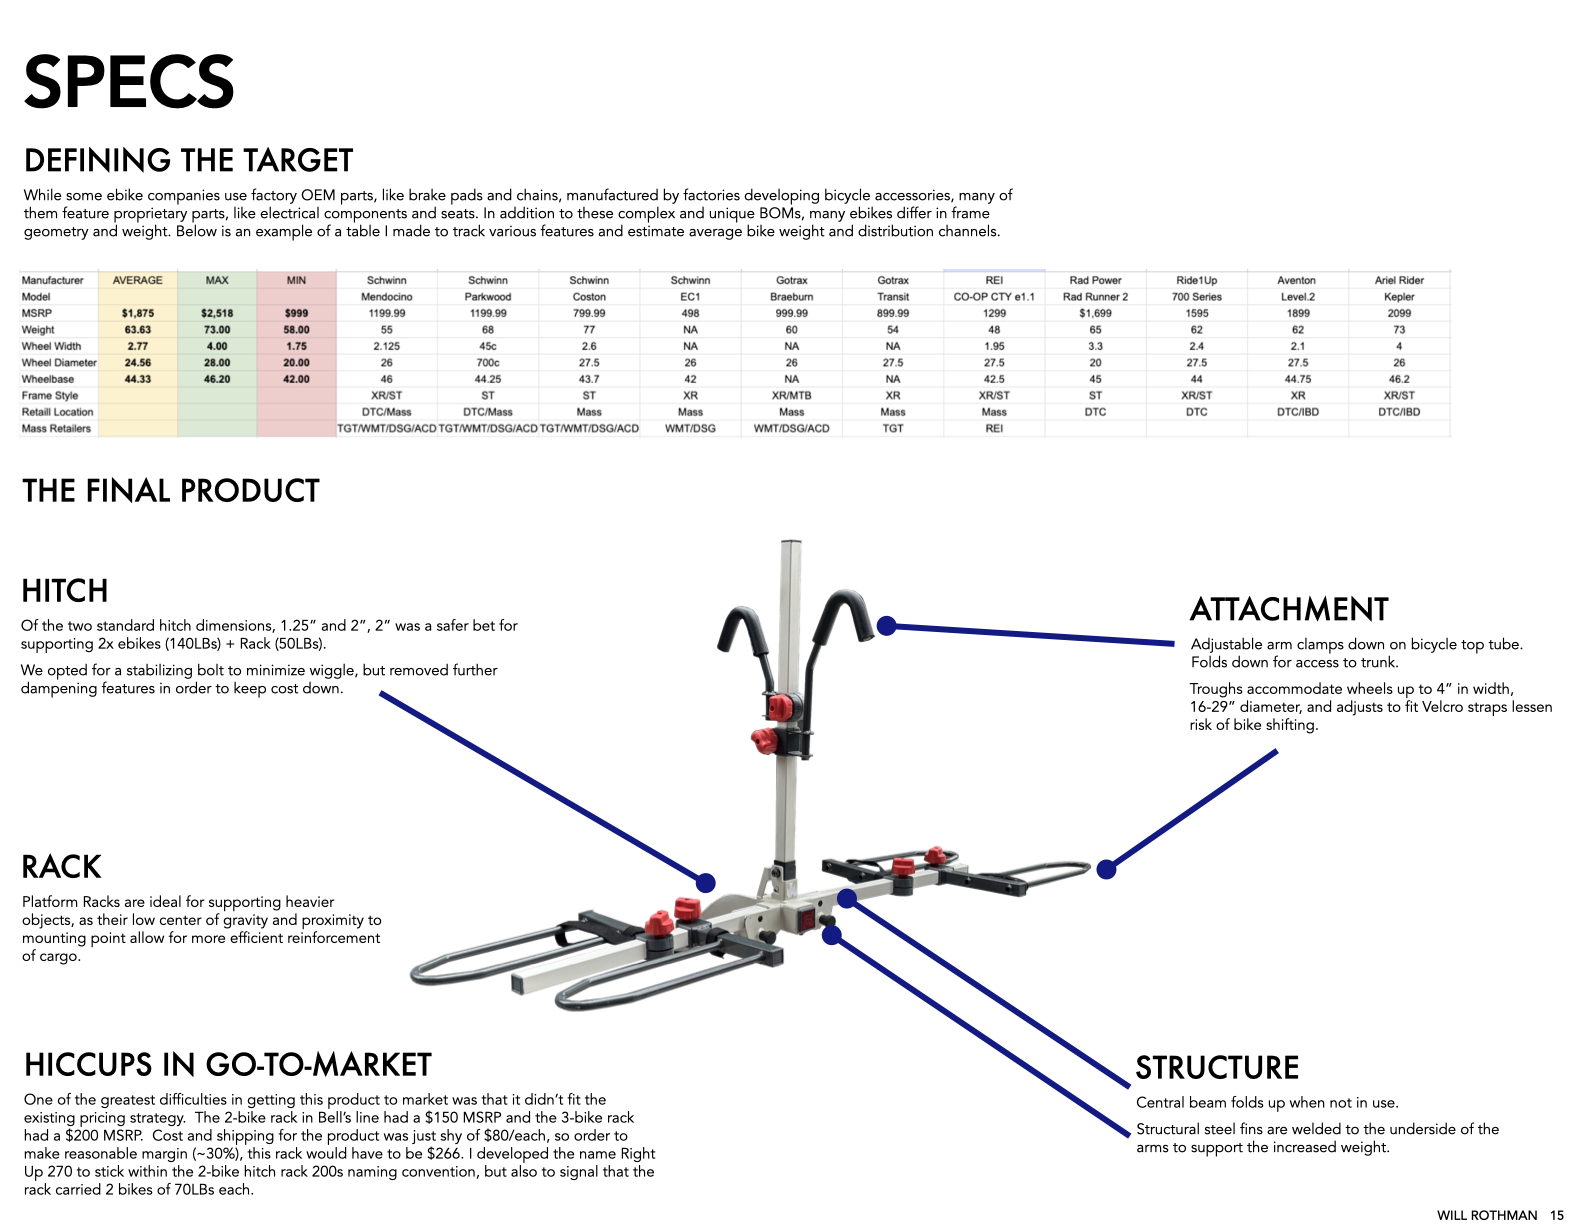 SPECS
DEFINING THE TARGET
While some ebike companies use factory OEM parts, like brake pads and chains, manufactured by factories developing bicycle accessories, many of
them feature proprietary parts, like electrical components and seats. In addition to these complex and unique BOMs, many ebikes differ in frame
geometry and weight. Below is an example of a table I made to track various features and estimate average bike weight and distribution channels.
Manufacturer AVERAGE MAX MIN Schwinn Schwinn Schwinn Schwinn Gotrax Gotrax REI Rad Power Ride1Up Aventon Ariel Rider
Model Mendocino Parkwood Coston EC1 Braeburn Transit CO-OP CTY e1.1 Rad Runner 2 700 Series Level.2 Kepler
MSRP $1,875 $2,518 $999 1199.99 1199.99 799.99 498 999.99 899.99 1299 $1,699 1595 1899 2099
Weight 63.63 73.00 58.00 55 68 77 NA 60 54 48 65 62 62 73
Wheel Width 2.77 4.00 1.75 2.125 45c 2.6 NA NA NA 1.95 3.3 2.4 2.1 4
Wheel Diameter 24.56 28.00 20.00 26 700c 27.5 26 26 27.5 27.5 20 27.5 27.5 26
Wheelbase 44.33 46.20 42.00 46 44.25 43.7 42 NA NA 42.5 45 44 44.75 46.2
Frame Style XR/ST ST ST XR XR/MTB XR XR/ST ST XR/ST XR XR/ST
Retaill Location DTC/Mass DTC/Mass Mass Mass Mass Mass Mass DTC DTC DTC/IBD DTC/IBD
Mass Retailers TGT/WMT/DSG/ACD TGT/WMT/DSG/ACD TGT/WMT/DSG/ACD WMT/DSG WMT/DSG/ACD TGT REI
THE FINAL PRODUCT
HITCH
Of the two standard hitch dimensions, 1.25” and 2”, 2” was a safer bet for
supporting 2x ebikes (140LBs) + Rack (50LBs).
We opted for a stabilizing bolt to minimize wiggle, but removed further
dampening features in order to keep cost down.
ATTACHMENT
Adjustable arm clamps down on bicycle top tube.
Folds down for access to trunk.
Troughs accommodate wheels up to 4” in width,
16-29” diameter, and adjusts to fit Velcro straps lessen
risk of bike shifting.
RACK
Platform Racks are ideal for supporting heavier
objects, as their low center of gravity and proximity to
mounting point allow for more efficient reinforcement
of cargo.
HICCUPS IN GO-TO-MARKET
One of the greatest difficulties in getting this product to market was that it didn’t fit the
existing pricing strategy.  The 2-bike rack in Bell’s line had a $150 MSRP and the 3-bike rack
had a $200 MSRP.  Cost and shipping for the product was just shy of $80/each, so order to
make reasonable margin (~30%), this rack would have to be $266. I developed the name Right
Up 270 to stick within the 2-bike hitch rack 200s naming convention, but also to signal that the
rack carried 2 bikes of 70LBs each.
STRUCTURE
Central beam folds up when not in use.
Structural steel fins are welded to the underside of the
arms to support the increased weight.
WILL ROTHMAN 15